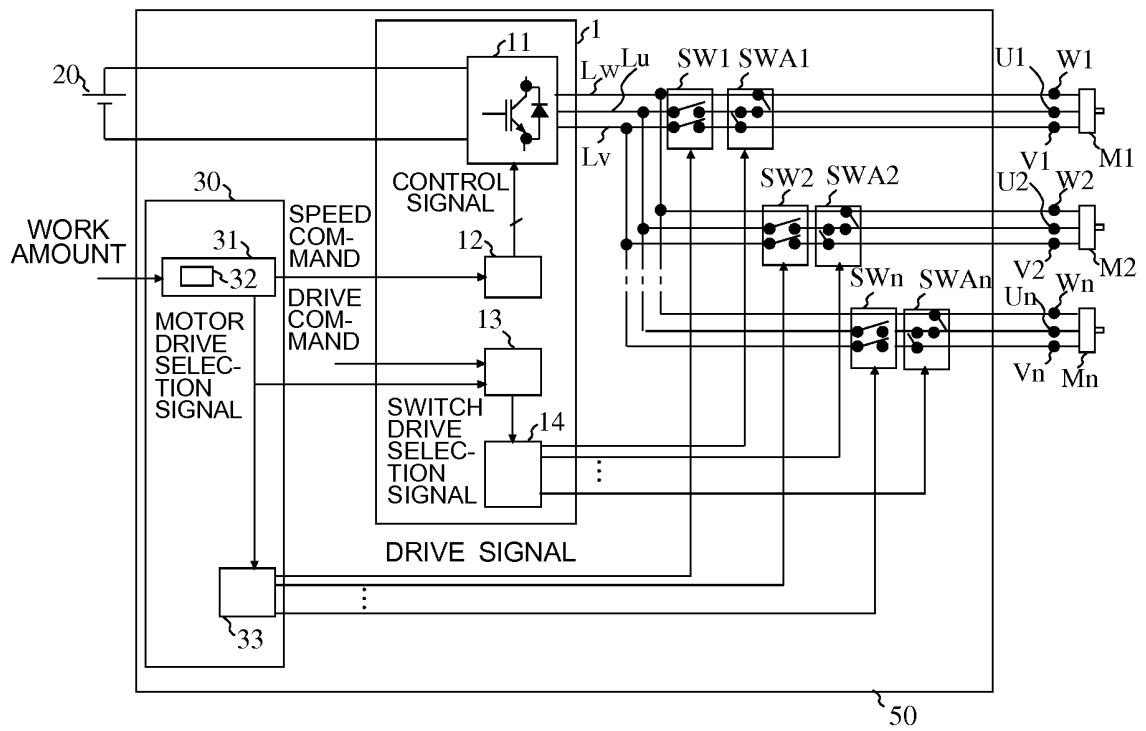 1
11
20
Lw
Lu
Lv
SW1
SWA1
U1
W1
V1
M1
CONTROL
SIGNAL
SW2
SWA2
U2
W2
V2
M2
30
WORK
AMOUNT
31
32
SPEED
COM-
MAND
12
DRIVE
COM-
MAND
13
MOTOR
DRIVE
SELEC-
TION
SIGNAL
SWn
SWAn
Un
Wn
Vn
Mn
SWITCH
DRIVE
SELEC-
TION
SIGNAL
14
DRIVE SIGNAL
33
50